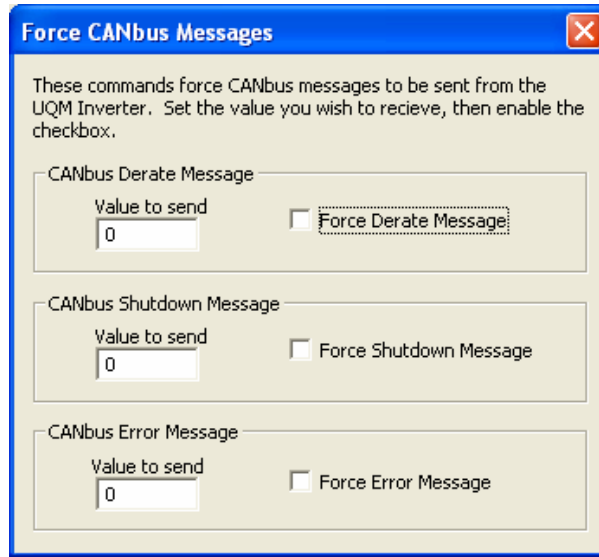 Force CANbus Messages
These commands force CANbus messages to be sent from the
UQM Inverter. Set the value you wish to recieve, then enable the
checkbox.
CANbus Derate Message
Value to send
0
Force Derate Message
CANbus Shutdown Message
Value to send
0
Force Shutdown Message
CANbus Error Message
Value to send
0
Force Error Message